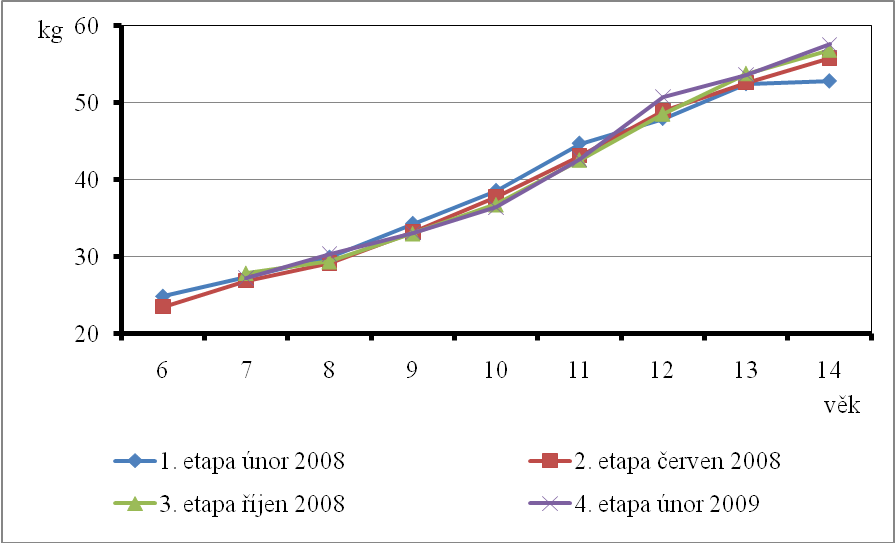 kg
60
50
40
30
20
6 7 8 9 10 11 12 13 14
věk
1. etapa únor 2008
2. etapa červen 2008
3. etapa říjen 2008
4. etapa únor 2009